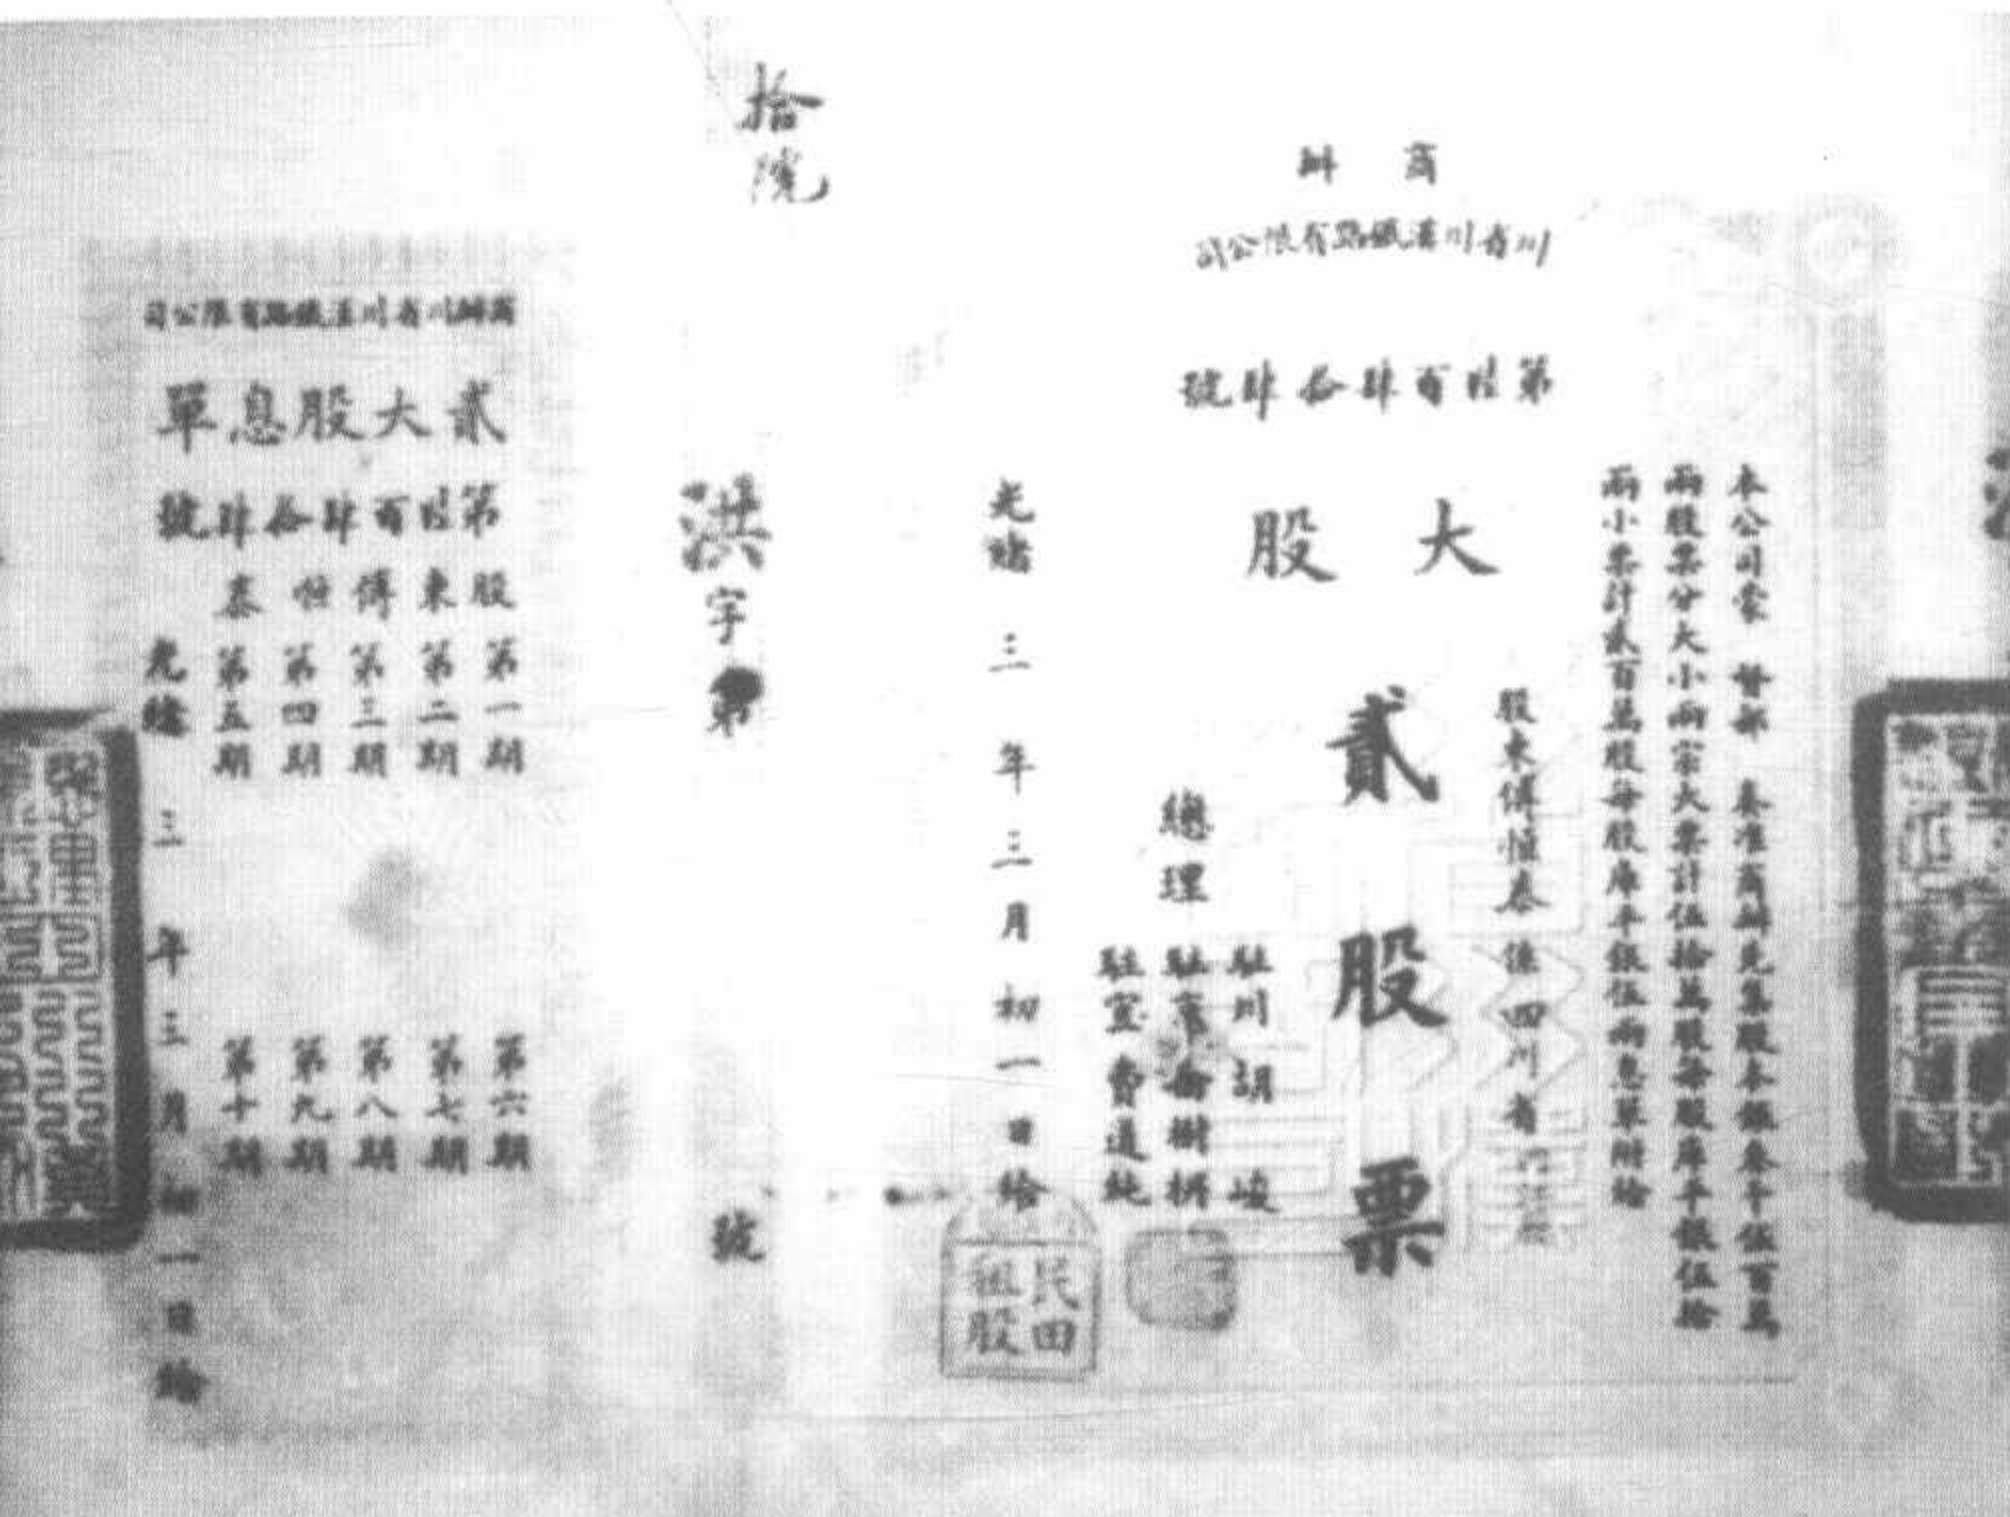 商辦
川省川漢鐵路有限公司
第陸百肆拾肆號
大股
本公司蒙 督部 奏准商辦先集股本銀叁千伍百萬
兩股票分大小兩宗大票計伍拾萬股每股庫平銀伍拾
兩小票計貳百萬股每股庫平銀伍兩息單附給
股東傅恒泰 係四川省
貳股票
總理
駐川胡峻
駐樹枬
駐宜費道純
光緒三年三月初一日給
民田
租股
拾
洪字第 號
商辦川省川漢鐵路有限公司
貳大股息單
第陸百肆拾肆號
股東傅恒泰
第一期
第二期
第三期
第四期
第五期
第六期
第七期
第八期
第九期
第十期
光緒三年三月初一日給